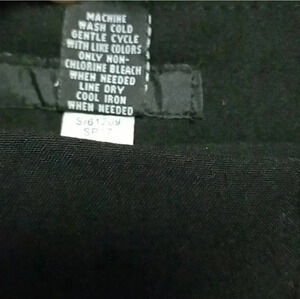 MACHINE
WASH COLD
GENTLE CYCLE
WITH LIKE COLORS
ONLY NON-
CHLORINE BLEACH
WHEN NEEDED
LINE DRY
COOL IRON
WHEN NEEDED